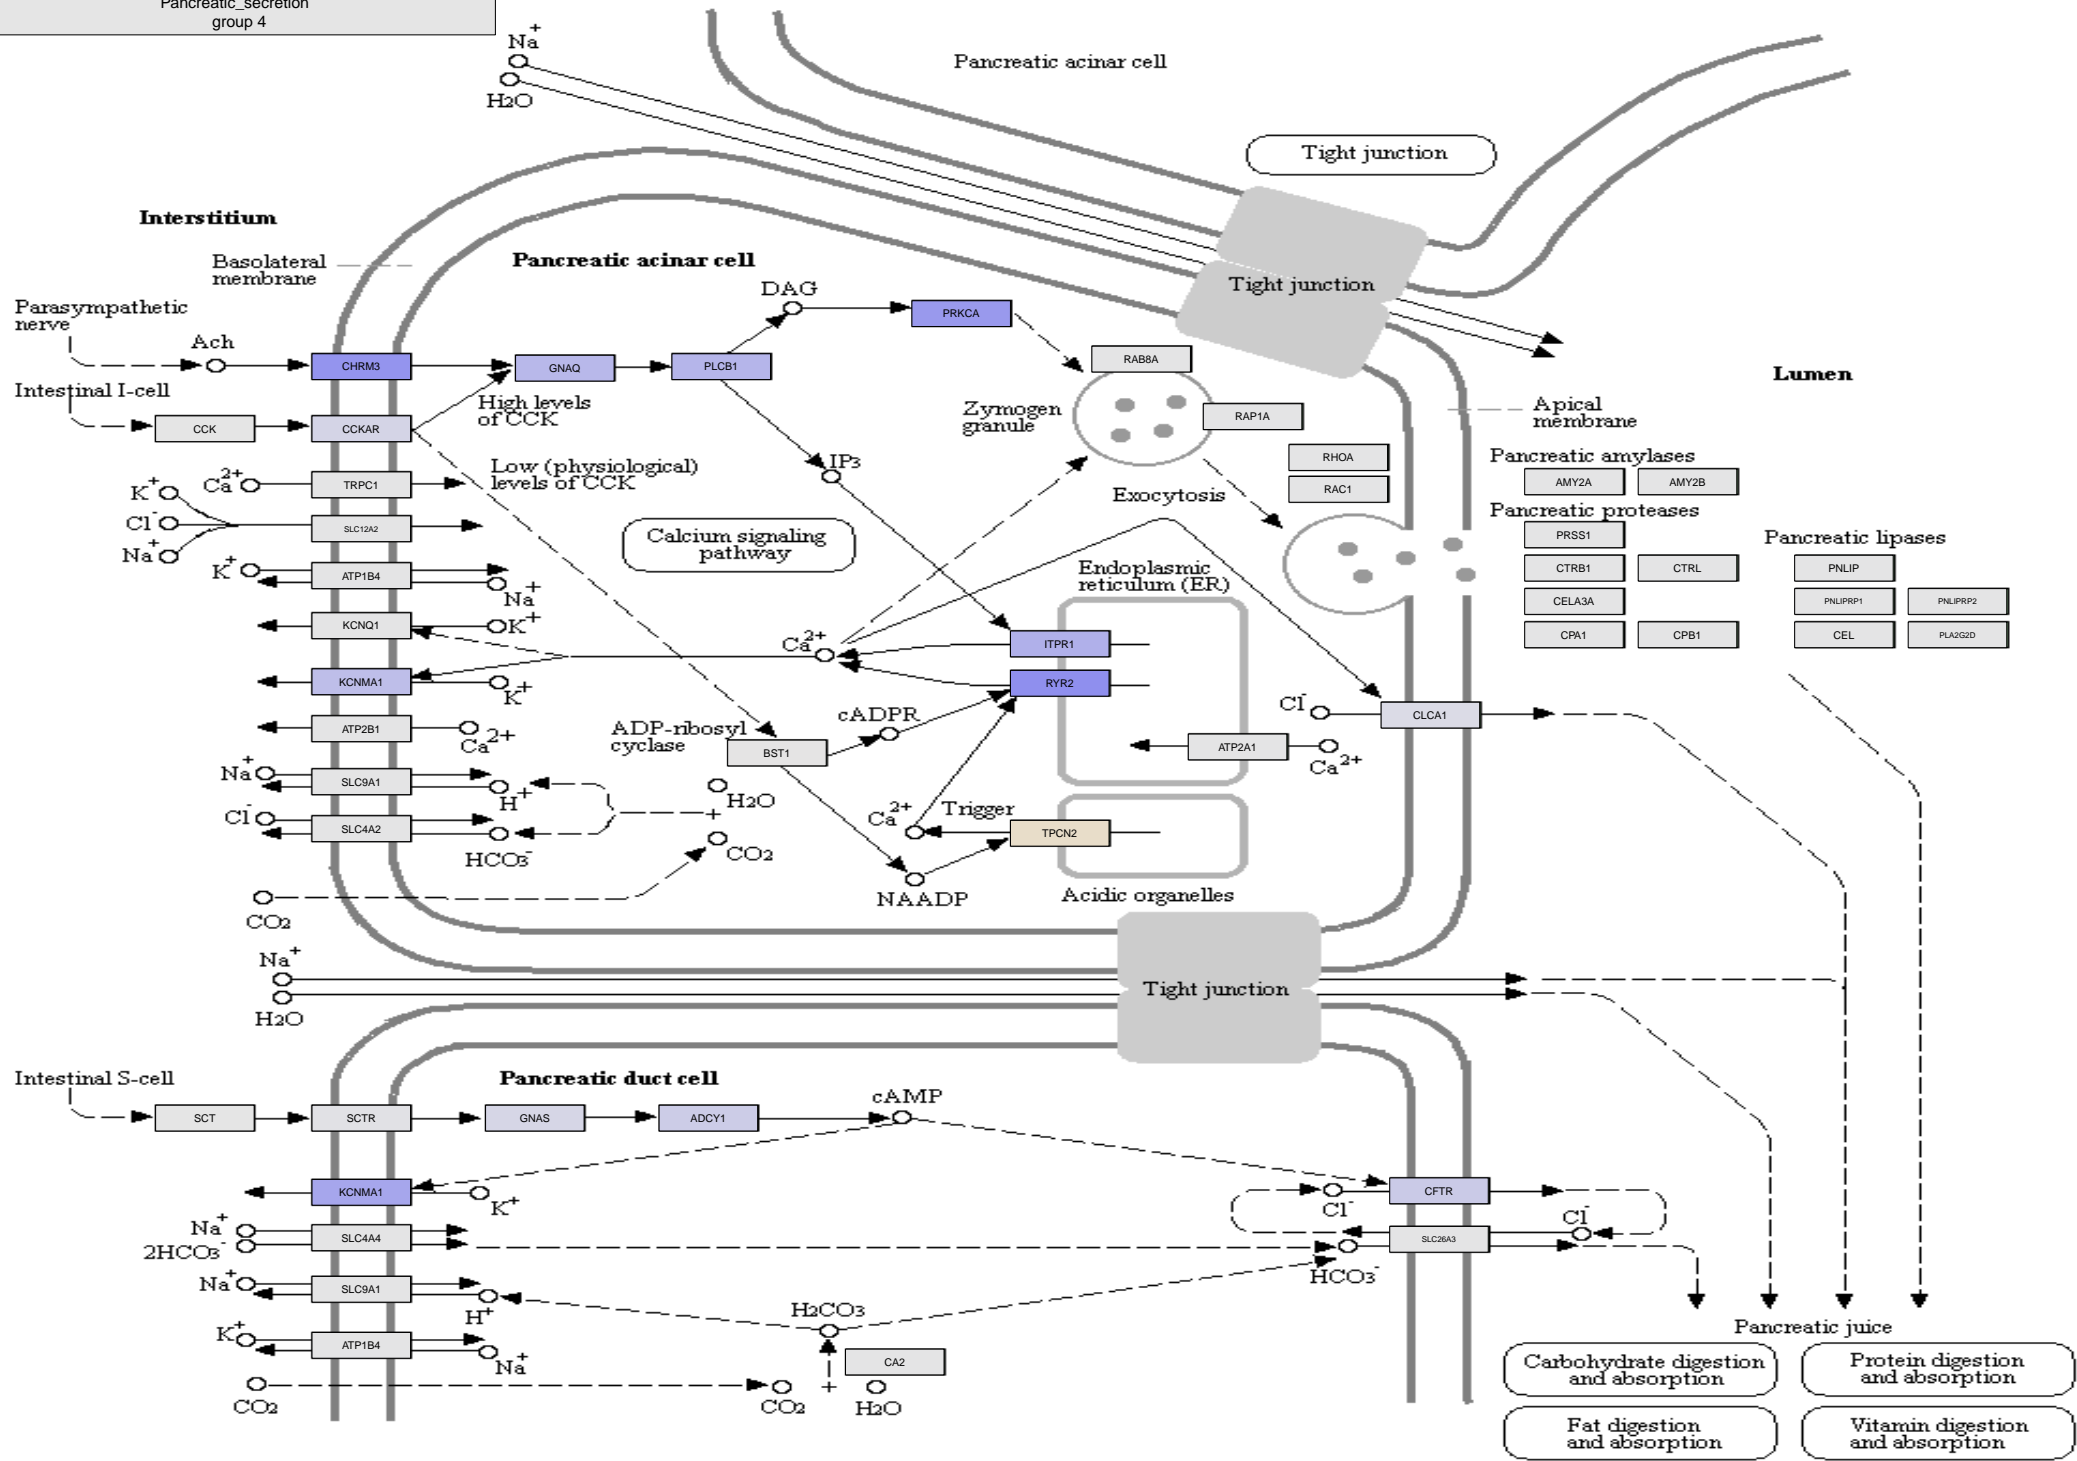 Pancreatic_secretion
group 4
Na+
H2O
Pancreatic acinar cell
Tight junction
Interstitium
Basolateral
membrane
Pancreatic acinar cell
Tight junction
Parasympathetic
nerve
Ach
CHRM3
GNAQ
PLCB1
DAG
PRKCA
RAB8A
Lumen
Intestinal I-cell
CCK
CCKAR
High levels
of CCK
Zymogen
granule
RAP1A
Apical
membrane
Low (physiological)
levels of CCK
IP3
RHOA
RAC1
Exocytosis
Pancreatic amylases
AMY2A
AMY2B
Pancreatic proteases
PRSS1
CTRB1
CTRL
CELA3A
CPA1
CPB1
Pancreatic lipases
PNLIP
PNLIPRP1
PNLIPRP2
CEL
PLA2G2D
Ca2+
TRPC1
K+
Cl-
Na+
SLC12A2
K+
ATP1B4
Na+
KCNQ1
K+
KCNMA1
K+
ATP2B1
Ca2+
Na+
SLC9A1
H+
Cl-
SLC4A2
HCO3-
CO2
Calcium signaling
pathway
Endoplasmic
reticulum (ER)
Ca2+
ITPR1
RYR2
ADP-ribosyl
cyclase
BST1
cADPR
H2O
+
CO2
Ca2+
Trigger
TPCN2
NAADP
Acidic organelles
ATP2A1
Ca2+
Cl-
CLCA1
Na+
H2O
Tight junction
Intestinal S-cell
Pancreatic duct cell
SCT
SCTR
GNAS
ADCY1
cAMP
KCNMA1
K+
CFTR
Cl-
Cl-
Na+
2HCO3-
SLC4A4
SLC26A3
HCO3-
Na+
SLC9A1
H+
H2CO3
K+
ATP1B4
Na+
CA2
CO2
CO2
+
H2O
Pancreatic juice
Carbohydrate digestion
and absorption
Protein digestion
and absorption
Fat digestion
and absorption
Vitamin digestion
and absorption